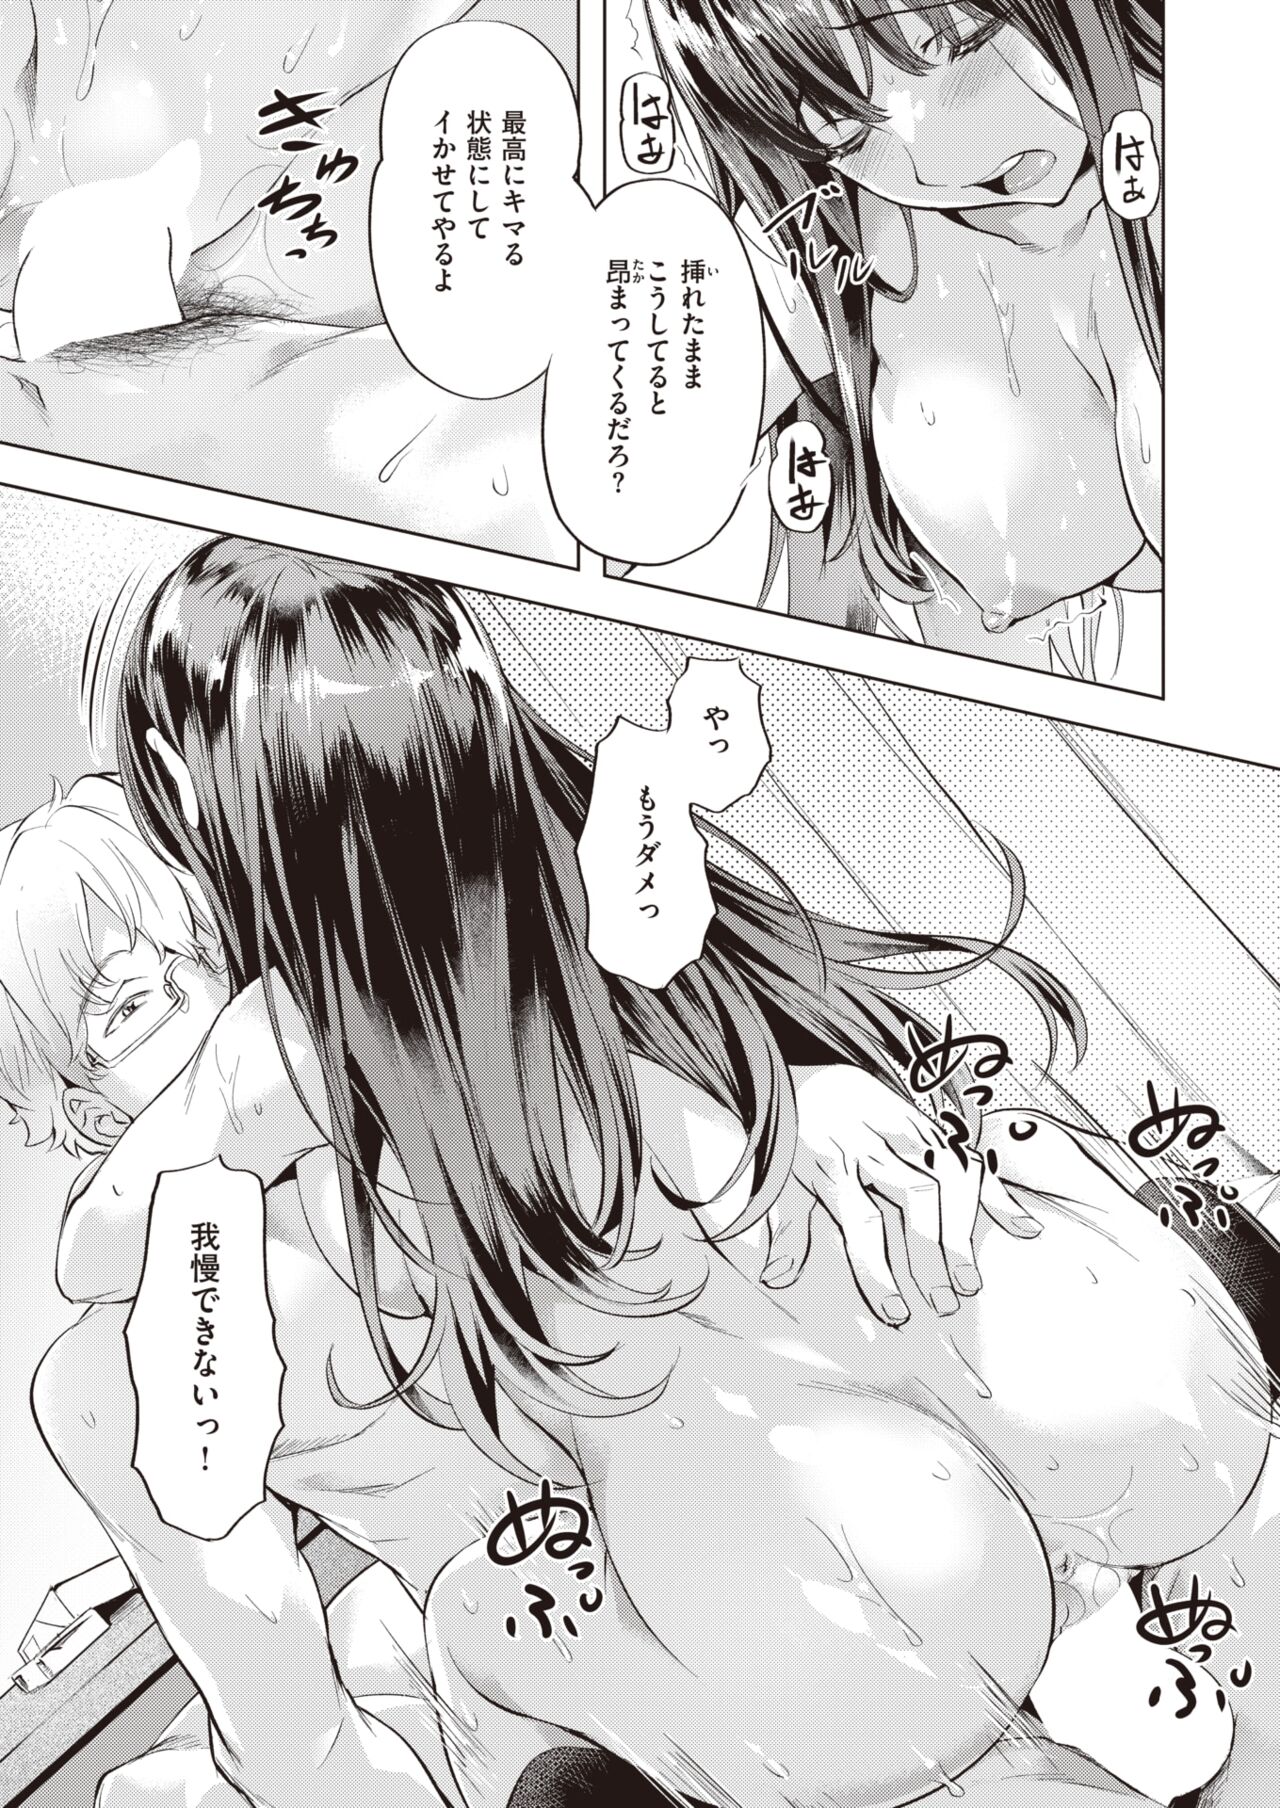 はぁ
はぁ
ブルルル
挿れたまま
こうしてると
昂まってくるだろ？
い
たか
はぁ
最高にキマる
状態にして
イかせてやるよ
きゅちちっ
やっ
もうダメっ
ぬっぷ
ぬっぷ
我慢できないっ！
ぬっぷ
ぬっぷ